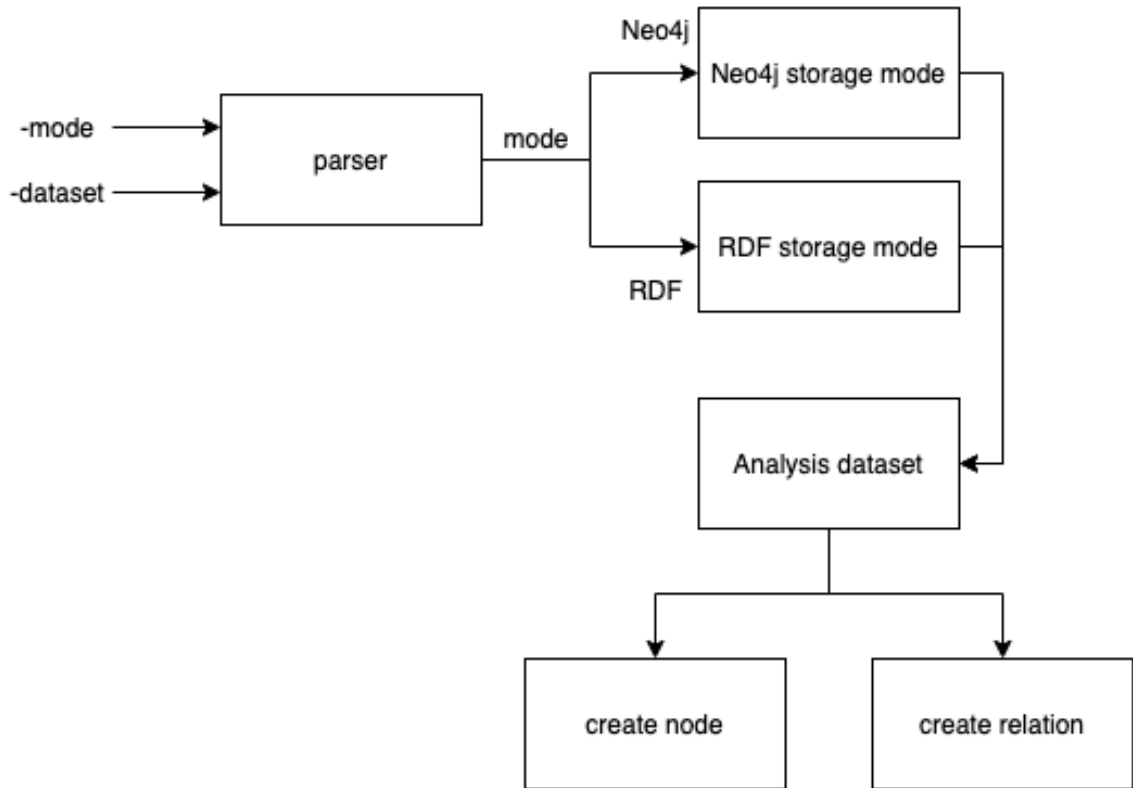 Neo4j
Neo4j storage mode
-mode
mode
parser
-dataset
RDF storage mode
RDF
Analysis dataset
create node
create relation